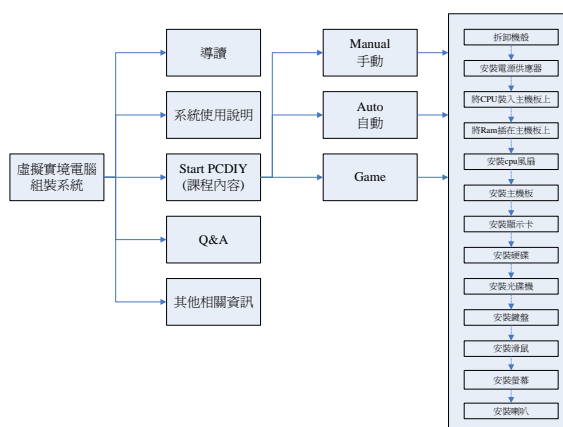 虛擬實境電腦
組裝系統
導讀
系統使用說明
Start PCDIY
(課程內容)
Q&A
其他相關資訊
Manual
手動
Auto
自動
Game
拆卸機殼
安裝電源供應器
將CPU裝入主機板上
將Ram插在主機板上
安裝cpu風扇
安裝主機板
安裝顯示卡
安裝硬碟
安裝光碟機
安裝鍵盤
安裝滑鼠
安裝螢幕
安裝喇叭